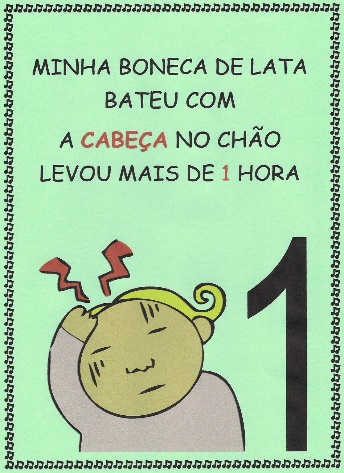 MINHA BONECA DE LATA
BATEU COM
A CABEÇA NO CHÃO
LEVOU MAIS DE 1 HORA
1